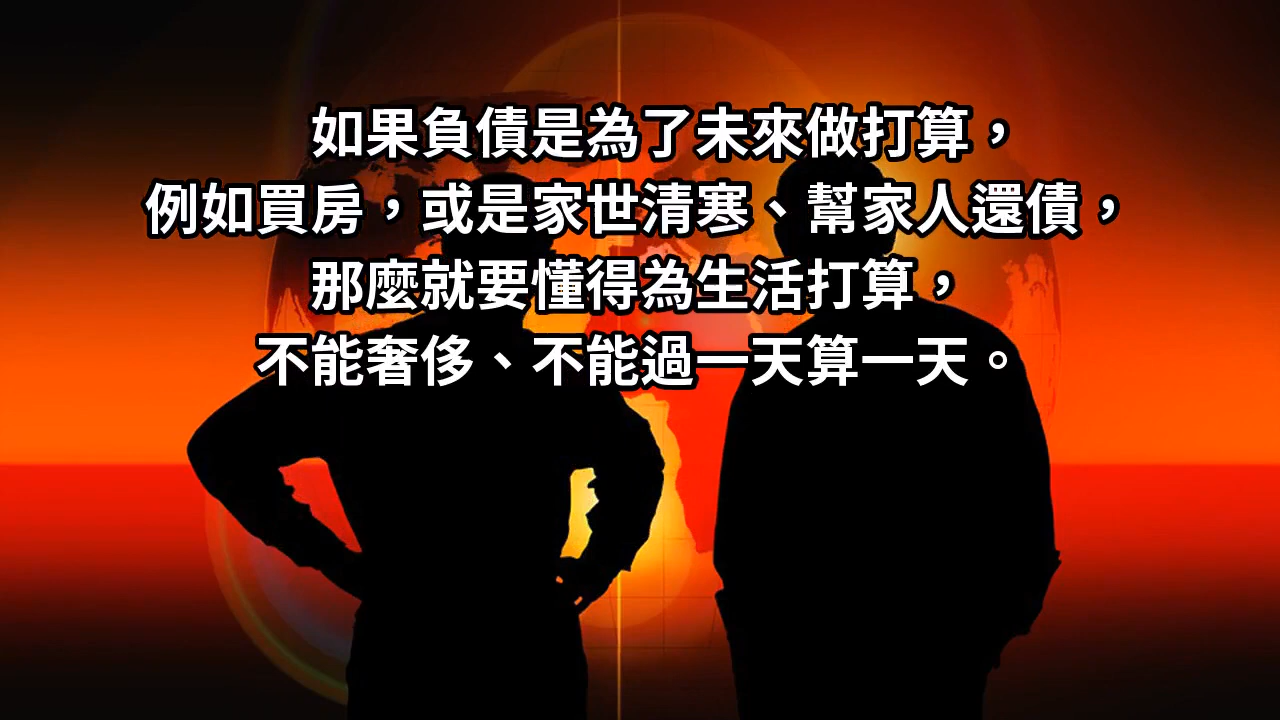 如果負債是為了未來做打算，
例如買房，或是家世清寒、幫家人還債，
那麼就要懂得為生活打算，
不能奢侈、不能過一天算一天。